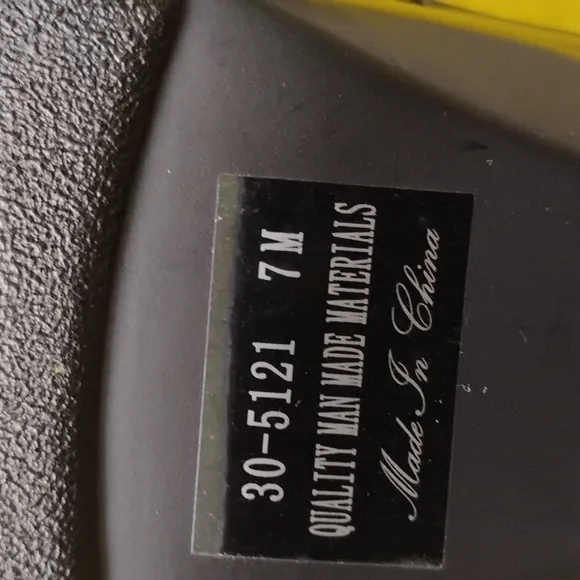 30-5121 7M
QUALITY MAN MADE MATERIALS
Made In China